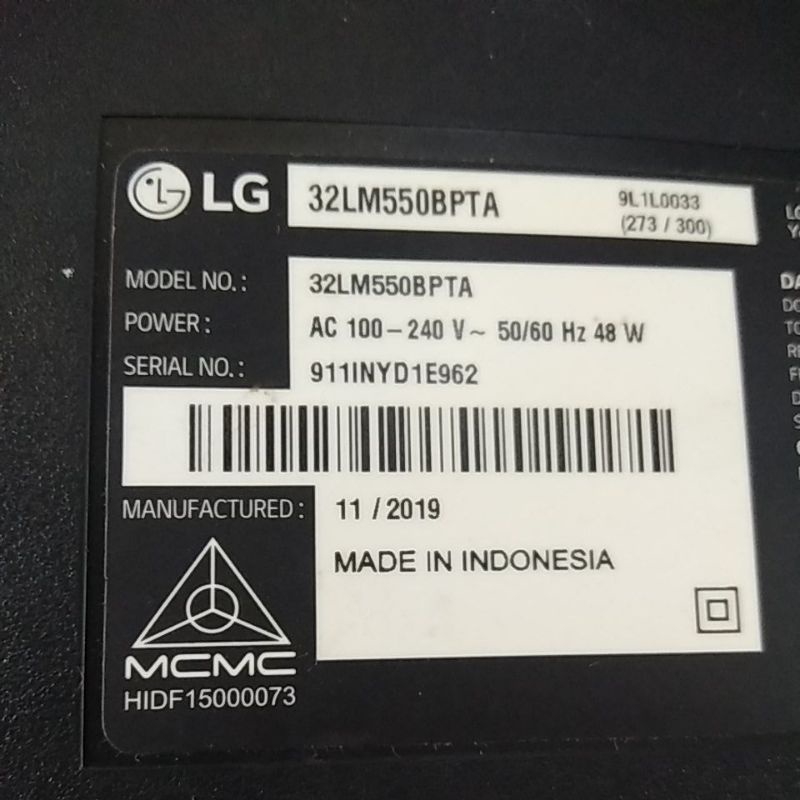 LG 32LM550BPTA 9L1L0033
(273 / 300)
MODEL NO.: 32LM550BPTA
POWER: AC 100-240 V~ 50/60 Hz 48 W
SERIAL NO.: 911INYD1E962
MANUFACTURED: 11 / 2019
MADE IN INDONESIA
MCMC
HIDF15000073